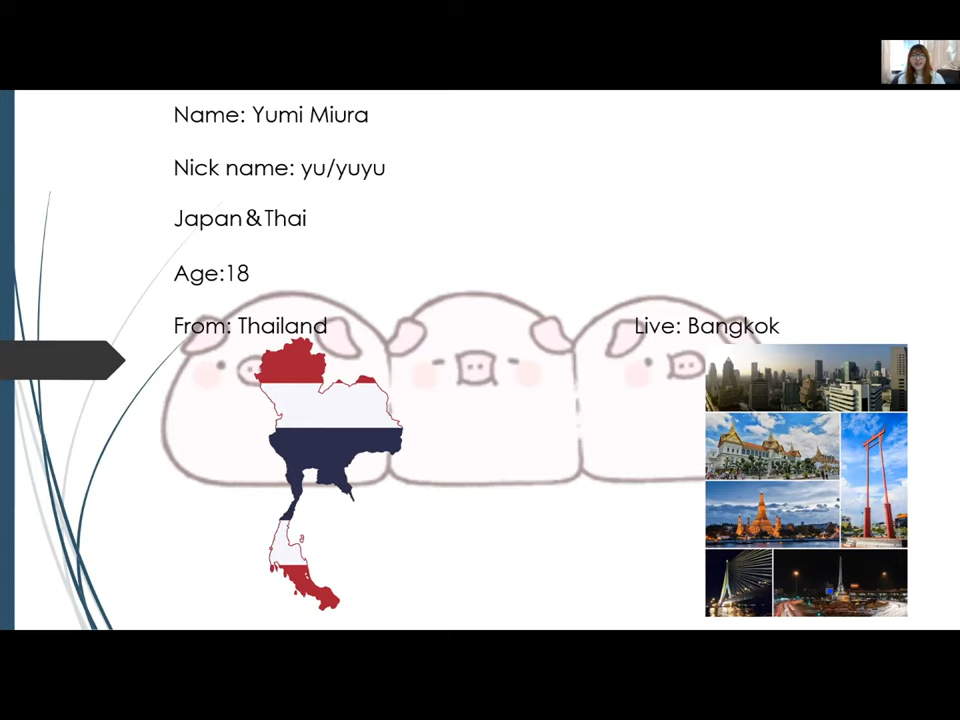 Name: Yumi Miura
Nick name: yu/yuyu
Japan＆Thai
Age:18
From: Thailand
Live: Bangkok